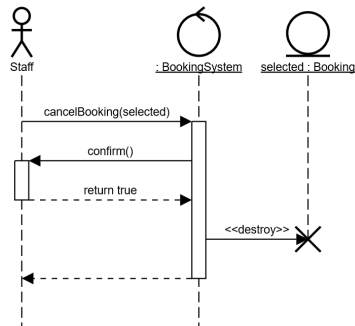 Staff
: BookingSystem
selected : Booking
cancelBooking(selected)
confirm()
return true
<<destroy>>